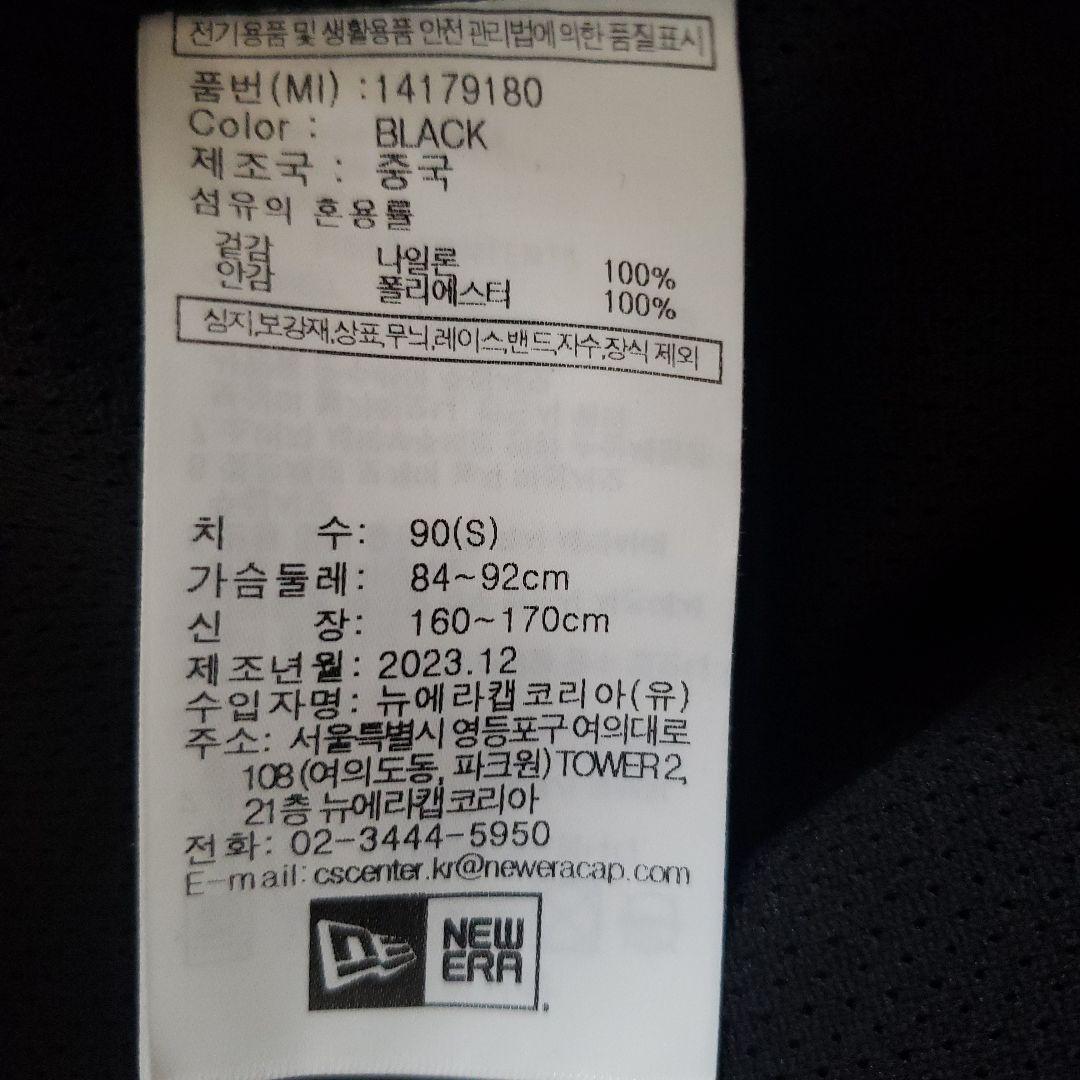 전기용품 및 생활용품 안전 관리법에 의한 품질표시
품번(MI) :14179180
Color : BLACK
제조국 : 중국
섬유의 혼용률
겉감 나일론 100%
안감 폴리에스터 100%
심지,보강재,상표,무늬,레이스,밴드,자수,장식 제외
치 수: 90(S)
가슴둘레: 84~92cm
신 장: 160~170cm
제조년월: 2023.12
수입자명: 뉴에라캡코리아(유)
주소: 서울특별시 영등포구 여의대로
108 (여의도동, 파크원) TOWER 2,
21층 뉴에라캡코리아
전화: 02-3444-5950
E-mail: cscenter.kr@neweracap.com
NEW
ERA